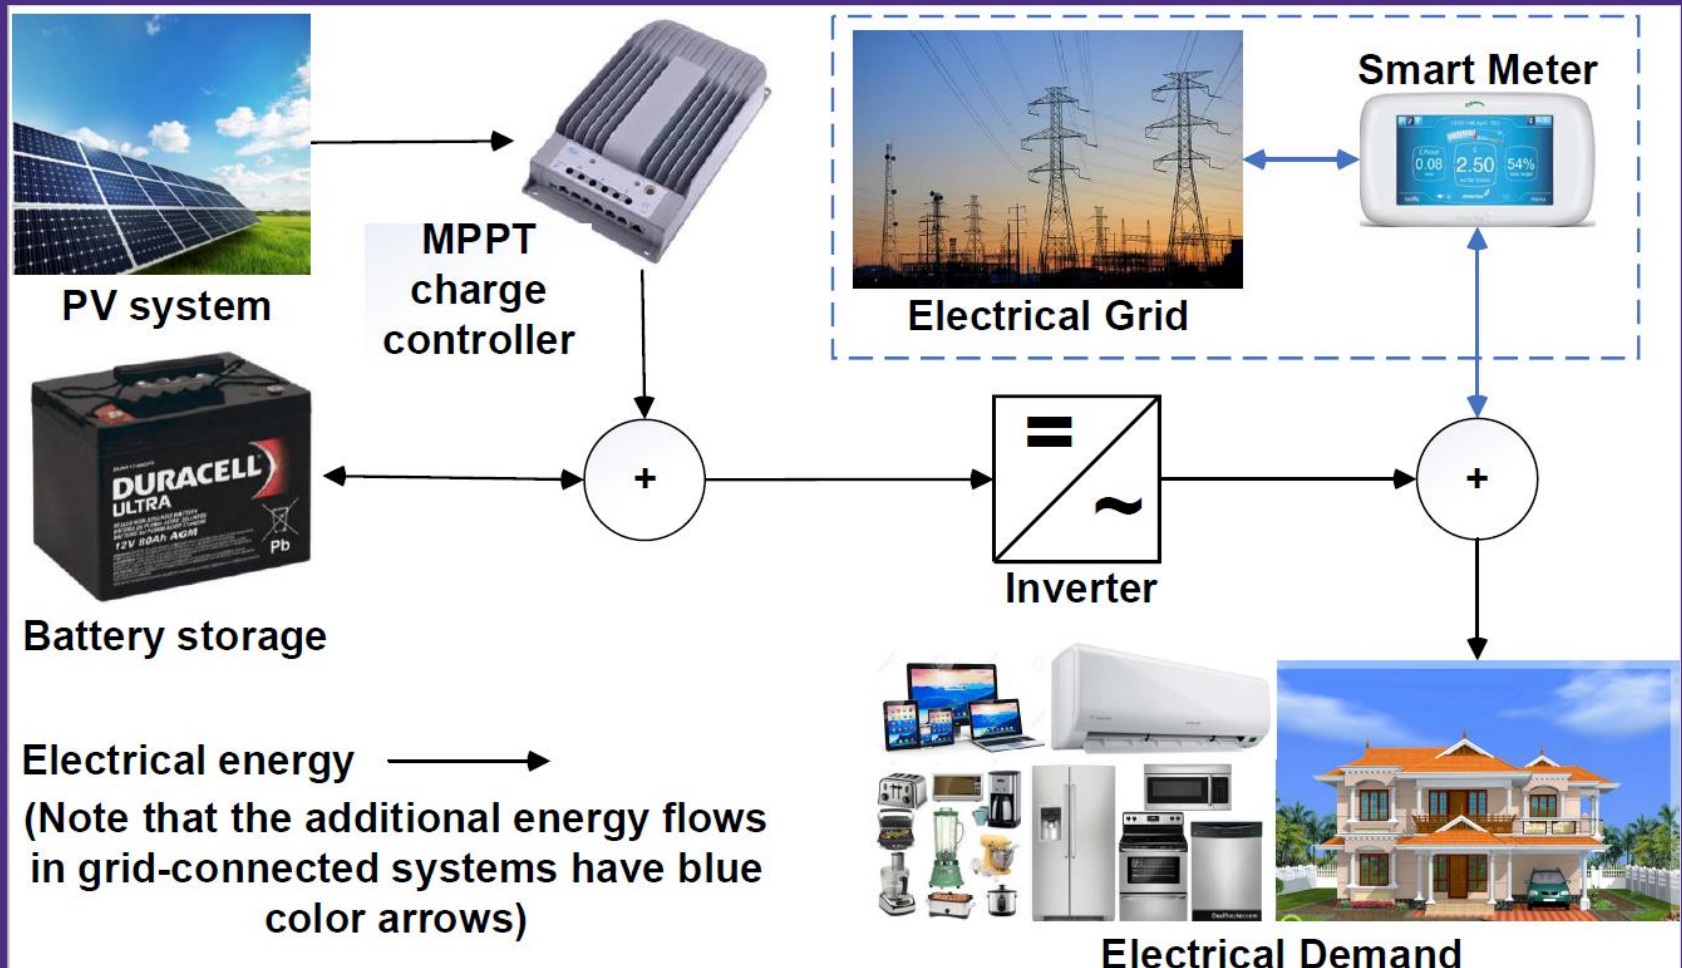 PV system
MPPT
charge
controller
Electrical Grid
Smart Meter
0.08
2.50
54%
+
=
~
+
Inverter
DURACELL
ULTRA
12V 80Ah AGM
Pb
Battery storage
Electrical energy
(Note that the additional energy flows
in grid-connected systems have blue
color arrows)
Electrical Demand